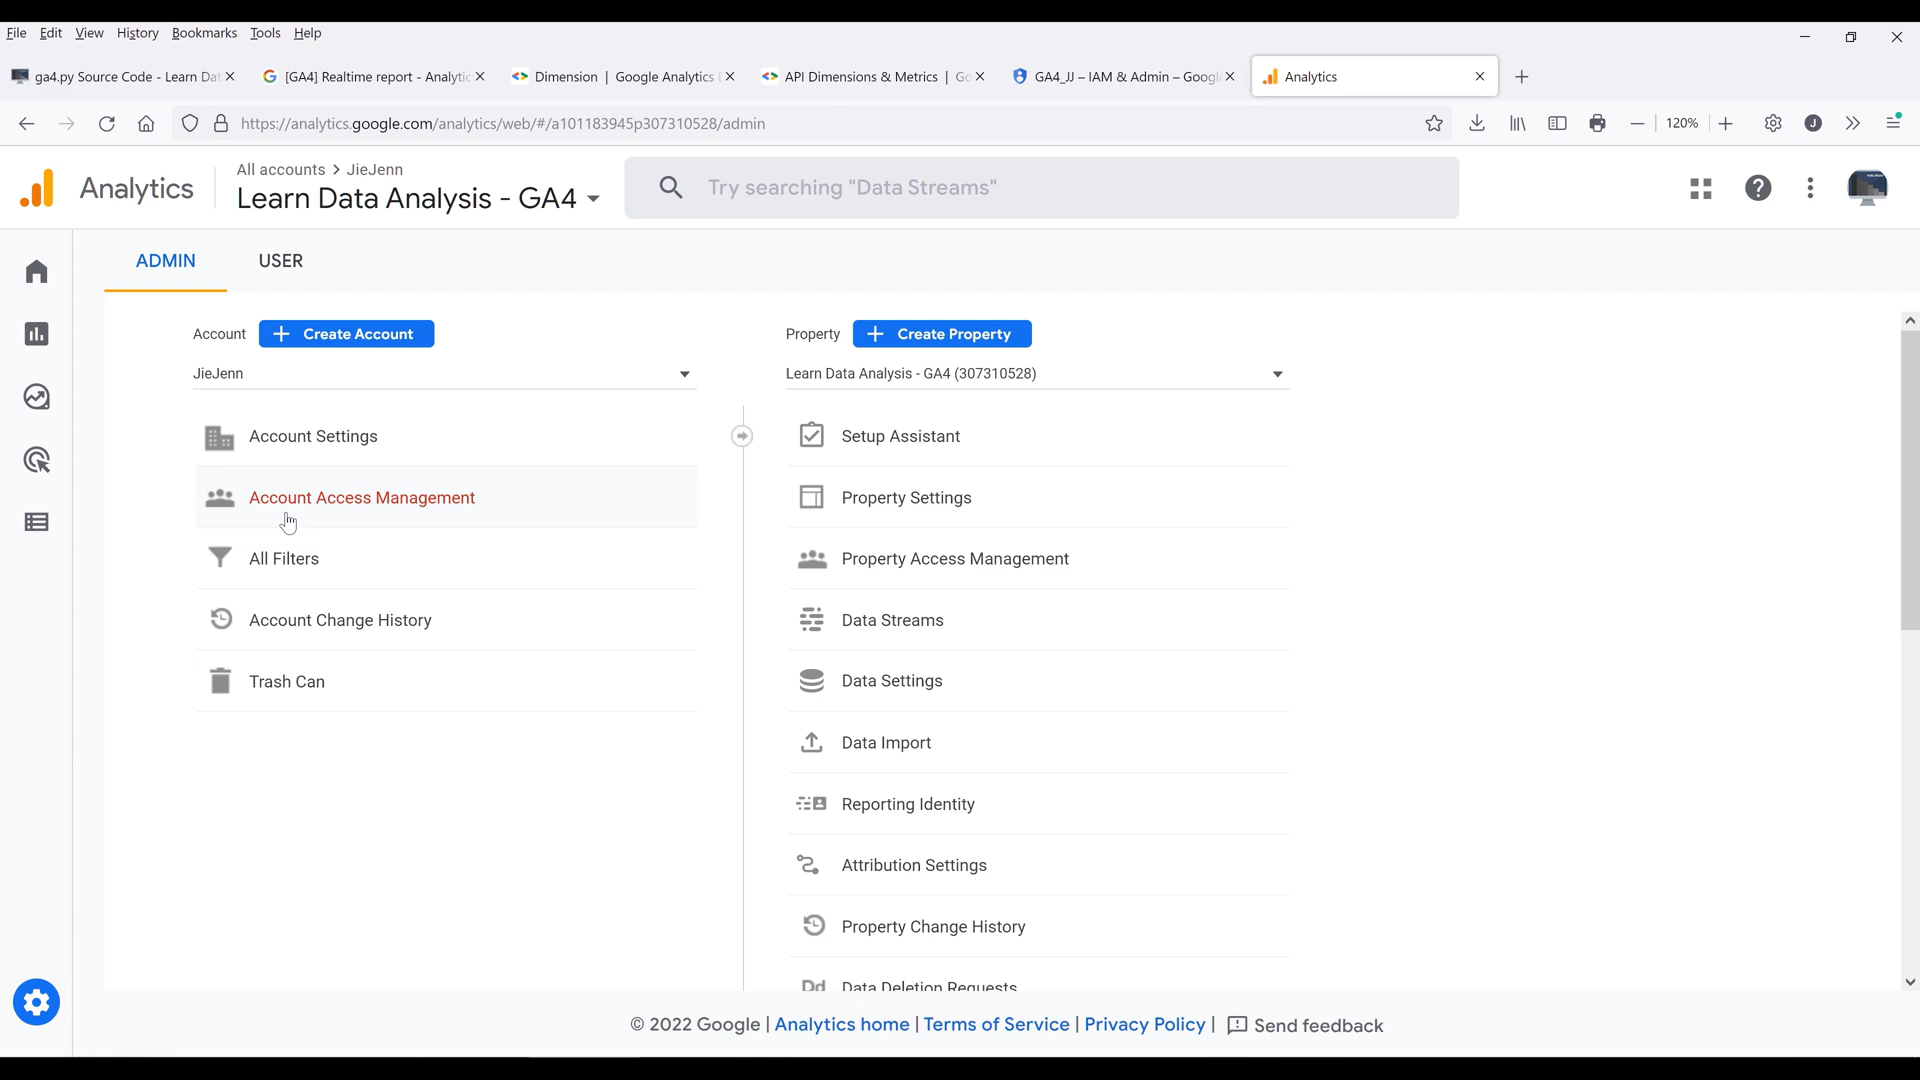 File Edit View History Bookmarks Tools Help
ga4.py Source Code - Learn Dat
[GA4] Realtime report - Analytic
Dimension | Google Analytics
API Dimensions & Metrics | Go
GA4_JJ – IAM & Admin – Google
Analytics
https://analytics.google.com/analytics/web/#/a101183945p307310528/admin
120%
J
Analytics
All accounts > JieJenn
Learn Data Analysis - GA4
Try searching "Data Streams"
ADMIN USER
Account + Create Account
JieJenn
Account Settings
Account Access Management
All Filters
Account Change History
Trash Can
Property + Create Property
Learn Data Analysis - GA4 (307310528)
Setup Assistant
Property Settings
Property Access Management
Data Streams
Data Settings
Data Import
Reporting Identity
Attribution Settings
Property Change History
Dd Data Deletion Requests
© 2022 Google | Analytics home | Terms of Service | Privacy Policy | Send feedback